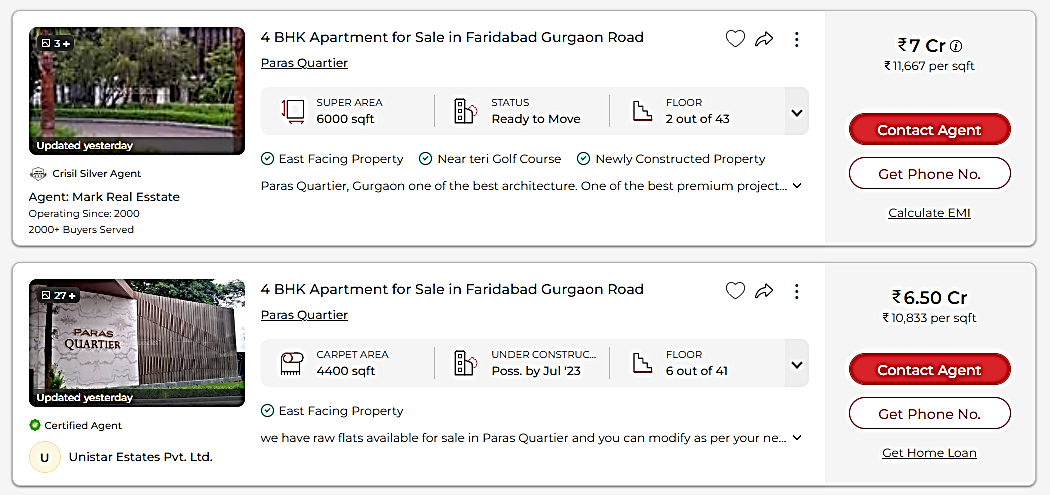 3 +
Updated yesterday
Crisil Silver Agent
Agent: Mark Real Esstate
Operating Since: 2000
2000+ Buyers Served
4 BHK Apartment for Sale in Faridabad Gurgaon Road
Paras Quartier
SUPER AREA
6000 sqft
STATUS
Ready to Move
FLOOR
2 out of 43
East Facing Property
Near teri Golf Course
Newly Constructed Property
Paras Quartier, Gurgaon one of the best architecture. One of the best premium project...
₹7 Cr
₹11,667 per sqft
Contact Agent
Get Phone No.
Calculate EMI
27 +
PARAS
QUARTIER
Updated yesterday
Certified Agent
U
Unistar Estates Pvt. Ltd.
4 BHK Apartment for Sale in Faridabad Gurgaon Road
Paras Quartier
CARPET AREA
4400 sqft
UNDER CONSTRUC...
Poss. by Jul '23
FLOOR
6 out of 41
East Facing Property
we have raw flats available for sale in Paras Quartier and you can modify as per your ne...
₹6.50 Cr
₹10,833 per sqft
Contact Agent
Get Phone No.
Get Home Loan